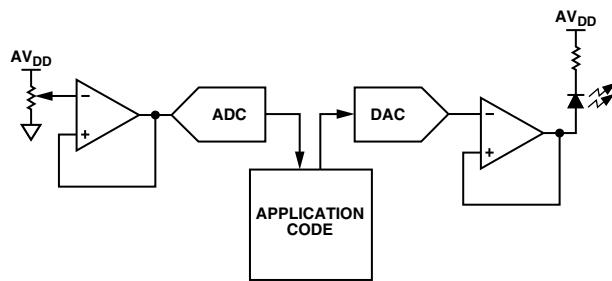 AVDD
−
+
ADC
APPLICATION
CODE
DAC
−
+
AVDD